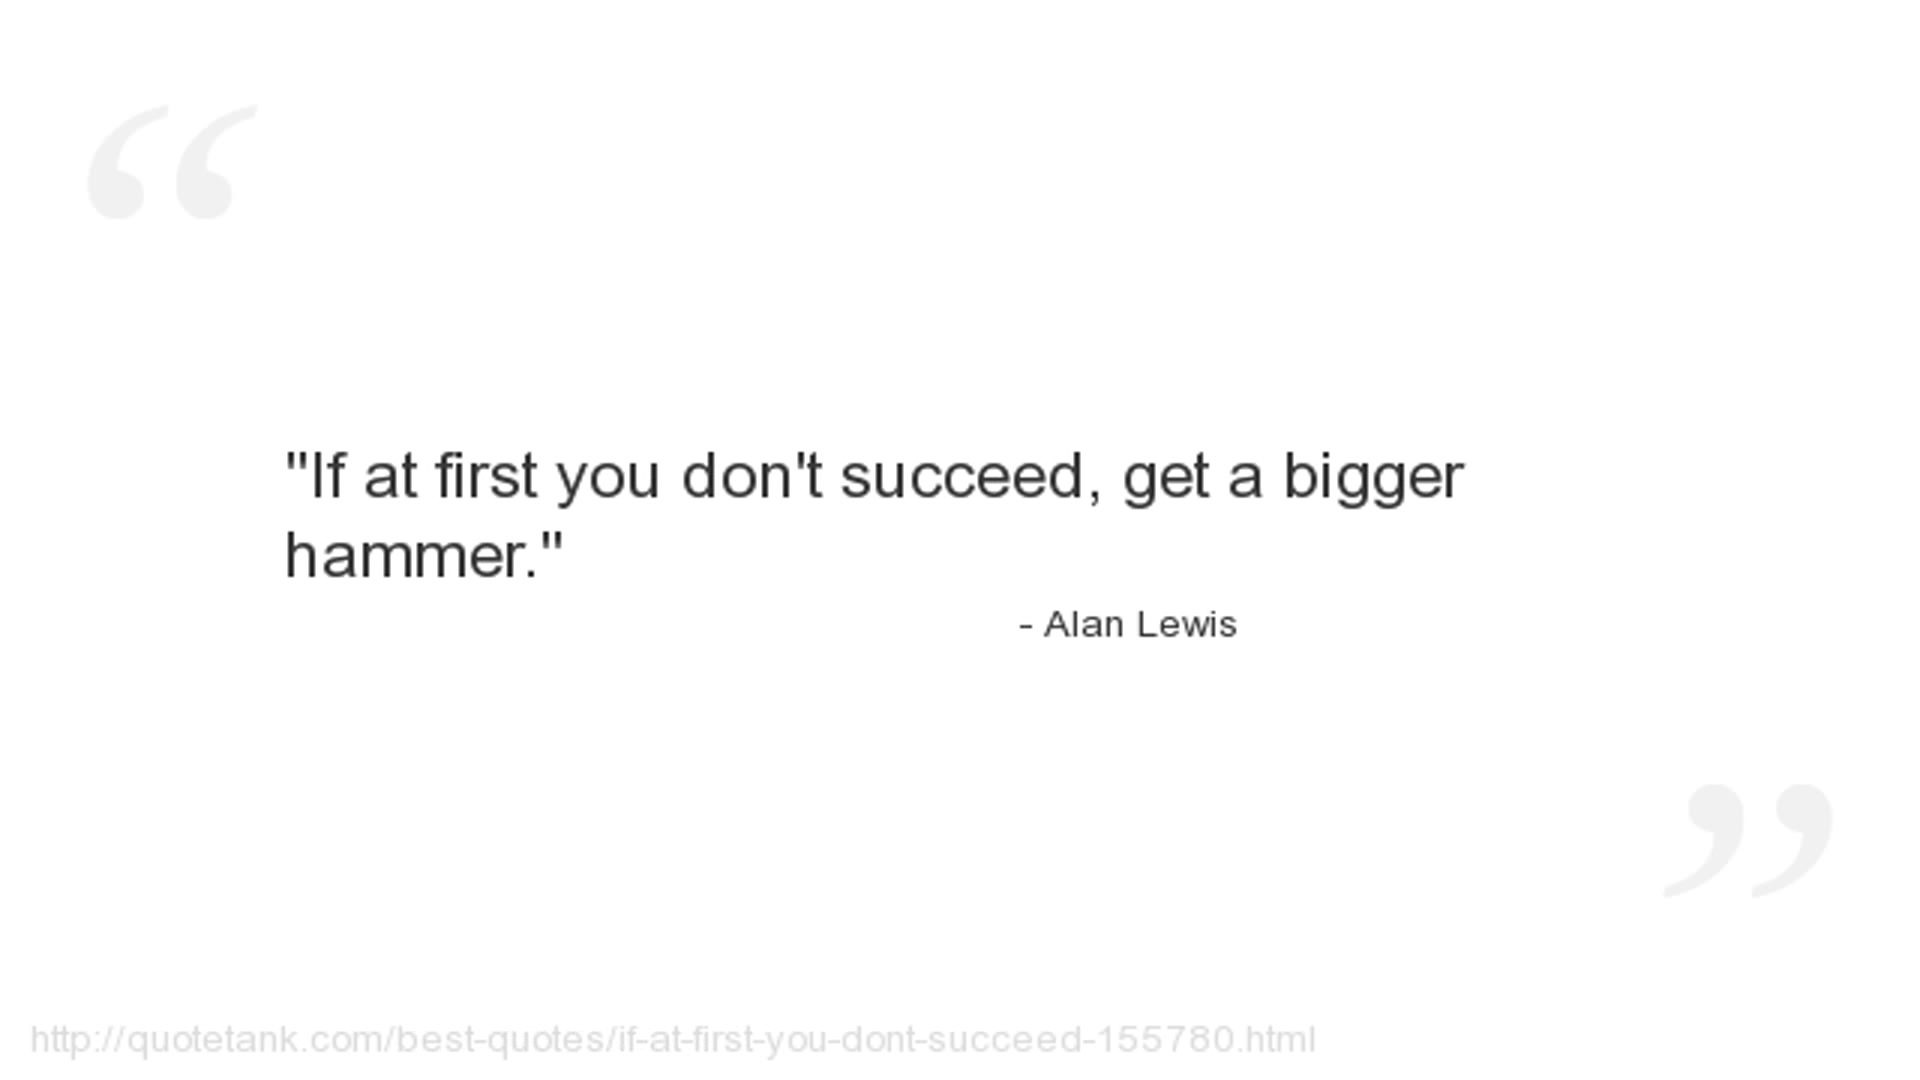 "If at first you don't succeed, get a bigger
hammer."
- Alan Lewis
http://quotetank.com/best-quotes/if-at-first-you-dont-succeed-155780.html